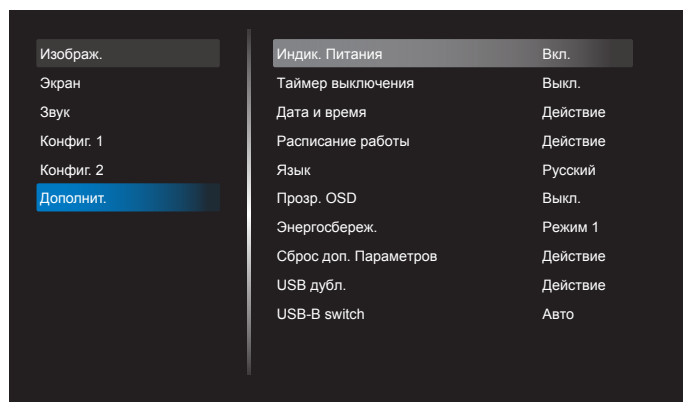 Изображ.
Экран
Звук
Конфиг. 1
Конфиг. 2
Дополнит.
Индик. Питания Вкл.
Таймер выключения Выкл.
Дата и время Действие
Расписание работы Действие
Язык Русский
Прозр. OSD Выкл.
Энергосбереж. Режим 1
Сброс доп. Параметров Действие
USB дубл. Действие
USB-B switch Авто